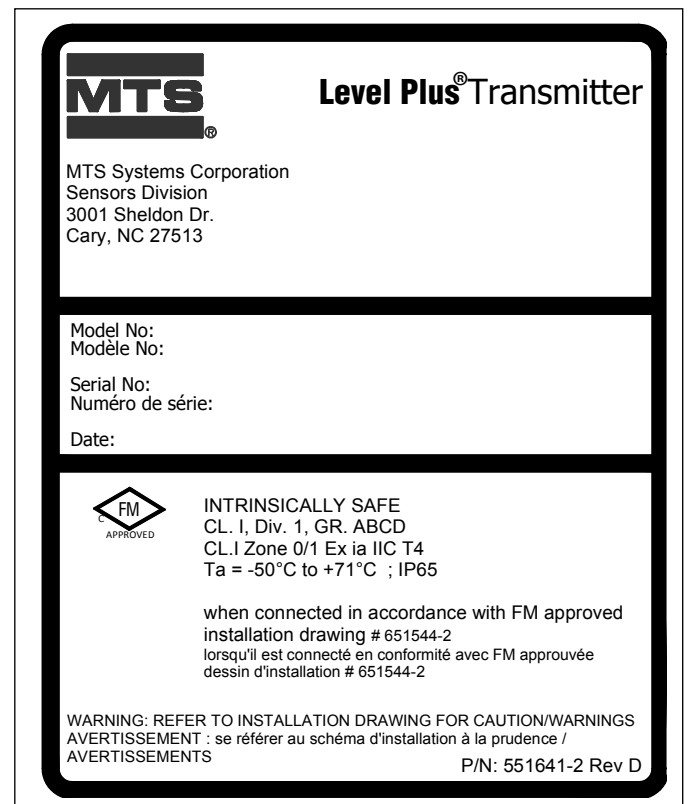 MTS
®
Level Plus® Transmitter
MTS Systems Corporation
Sensors Division
3001 Sheldon Dr.
Cary, NC 27513
Model No:
Modèle No:
Serial No:
Numéro de série:
Date:
FM
C
APPROVED
INTRINSICALLY SAFE
CL. I, Div. 1, GR. ABCD
CL.I Zone 0/1 Ex ia IIC T4
Ta = -50°C to +71°C ; IP65
when connected in accordance with FM approved
installation drawing # 651544-2
lorsqu'il est connecté en conformité avec FM approuvée
dessin d'installation # 651544-2
WARNING: REFER TO INSTALLATION DRAWING FOR CAUTION/WARNINGS
AVERTISSEMENT : se référer au schéma d'installation à la prudence /
AVERTISSEMENTS
P/N: 551641-2 Rev D